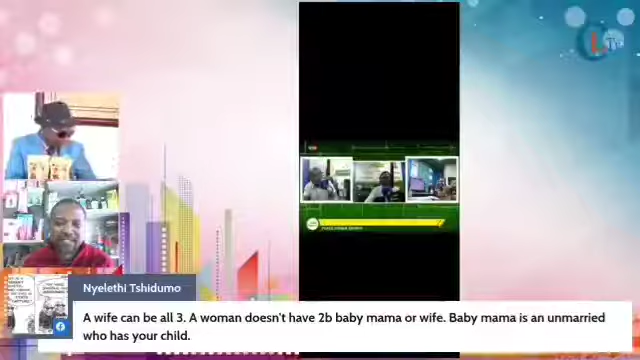 L TV
Nyelethi Tshidumo
A wife can be all 3. A woman doesn't have 2b baby mama or wife. Baby mama is an unmarried
who has your child.